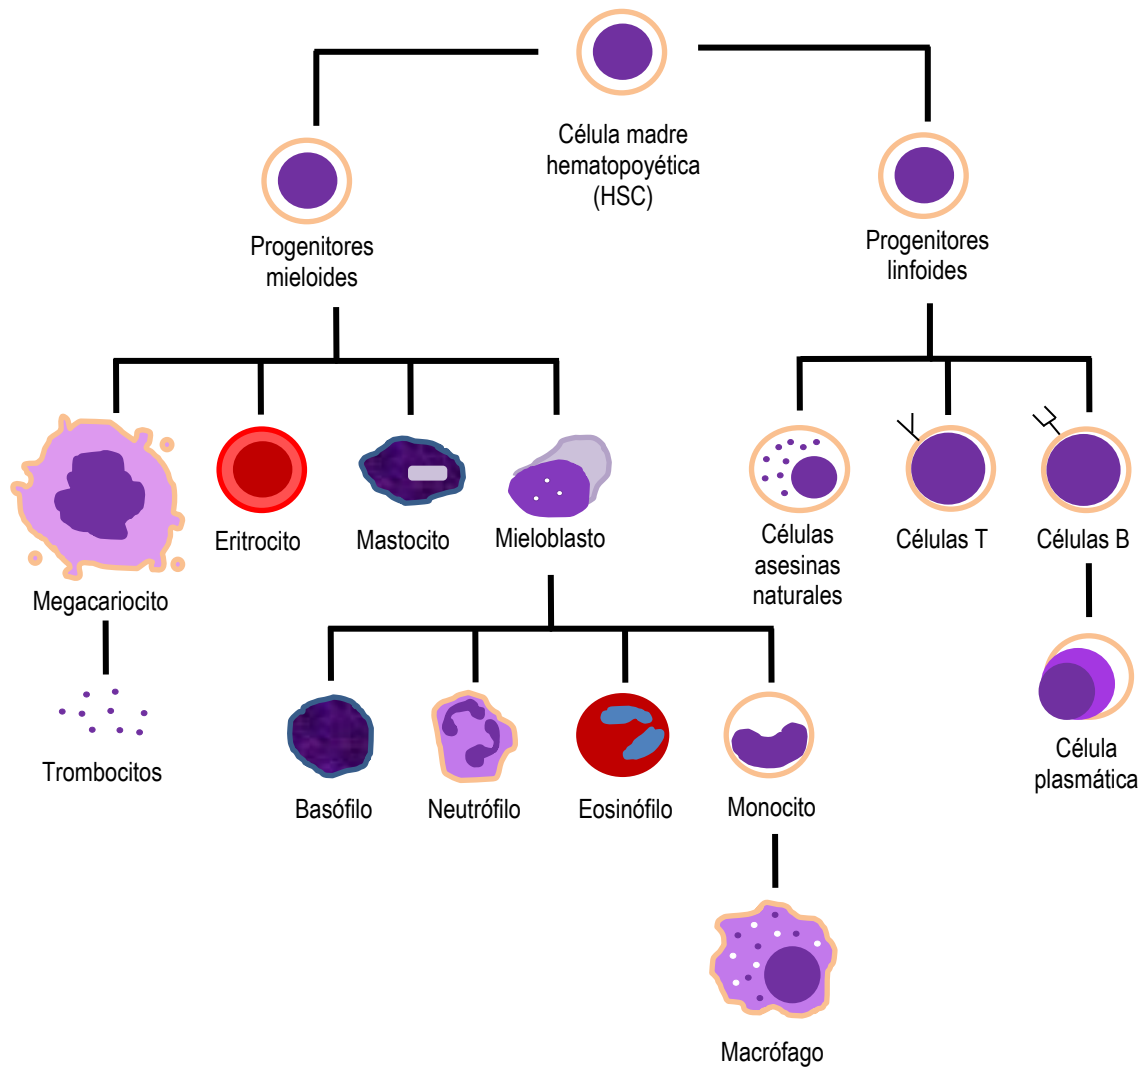 Célula madre
hematopoyética
(HSC)
Progenitores
mieloides
Progenitores
linfoides
Megacariocito
Eritrocito
Mastocito
Mieloblasto
Células
asesinas
naturales
Células T
Células B
Trombocitos
Basófilo
Neutrófilo
Eosinófilo
Monocito
Célula
plasmática
Macrófago